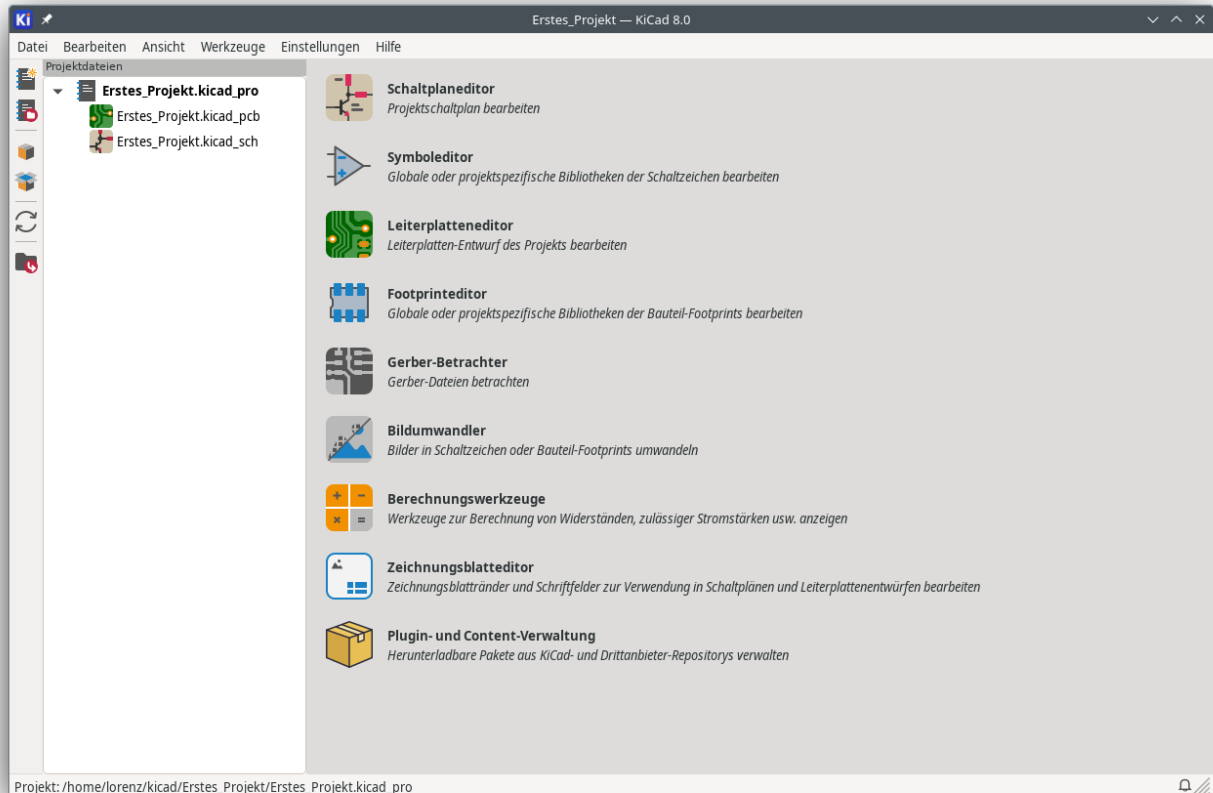 Ki
Erstes_Projekt — KiCad 8.0
Datei Bearbeiten Ansicht Werkzeuge Einstellungen Hilfe
Projektdateien
Erstes_Projekt.kicad_pro
Erstes_Projekt.kicad_pcb
Erstes_Projekt.kicad_sch
Schaltplaneditor
Projektschaltplan bearbeiten
Symboleditor
Globale oder projektspezifische Bibliotheken der Schaltzeichen bearbeiten
Leiterplatteneditor
Leiterplatten-Entwurf des Projekts bearbeiten
Footprinteditor
Globale oder projektspezifische Bibliotheken der Bauteil-Footprints bearbeiten
Gerber-Betrachter
Gerber-Dateien betrachten
Bildumwandler
Bilder in Schaltzeichen oder Bauteil-Footprints umwandeln
Berechnungswerkzeuge
Werkzeuge zur Berechnung von Widerständen, zulässiger Stromstärken usw. anzeigen
Zeichnungsblatteditor
Zeichnungsblattränder und Schriftfelder zur Verwendung in Schaltplänen und Leiterplattenentwürfen bearbeiten
Plugin- und Content-Verwaltung
Herunterladbare Pakete aus KiCad- und Drittanbieter-Repositorys verwalten
Projekt: /home/lorenz/kicad/Erstes_Projekt/Erstes_Projekt.kicad_pro